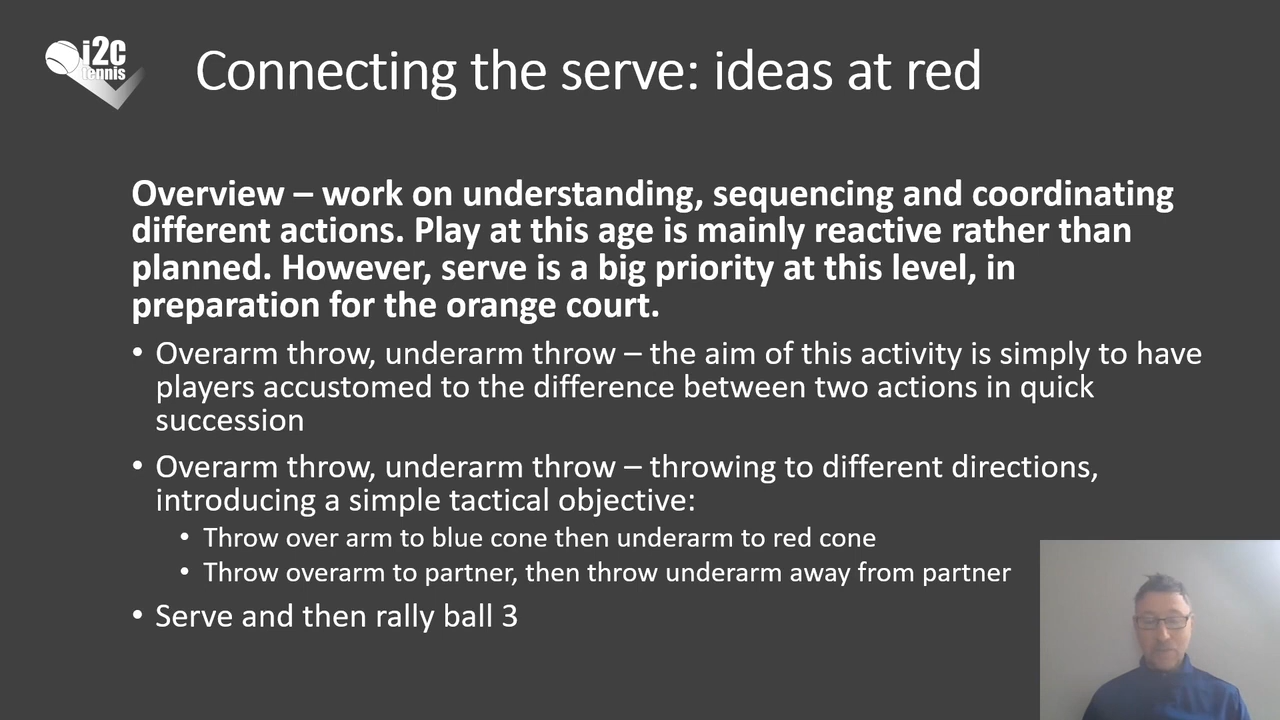 i2c
tennis
Connecting the serve: ideas at red
Overview – work on understanding, sequencing and coordinating
different actions. Play at this age is mainly reactive rather than
planned. However, serve is a big priority at this level, in
preparation for the orange court.
• Overarm throw, underarm throw – the aim of this activity is simply to have
players accustomed to the difference between two actions in quick
succession
• Overarm throw, underarm throw – throwing to different directions,
introducing a simple tactical objective:
• Throw over arm to blue cone then underarm to red cone
• Throw overarm to partner, then throw underarm away from partner
• Serve and then rally ball 3